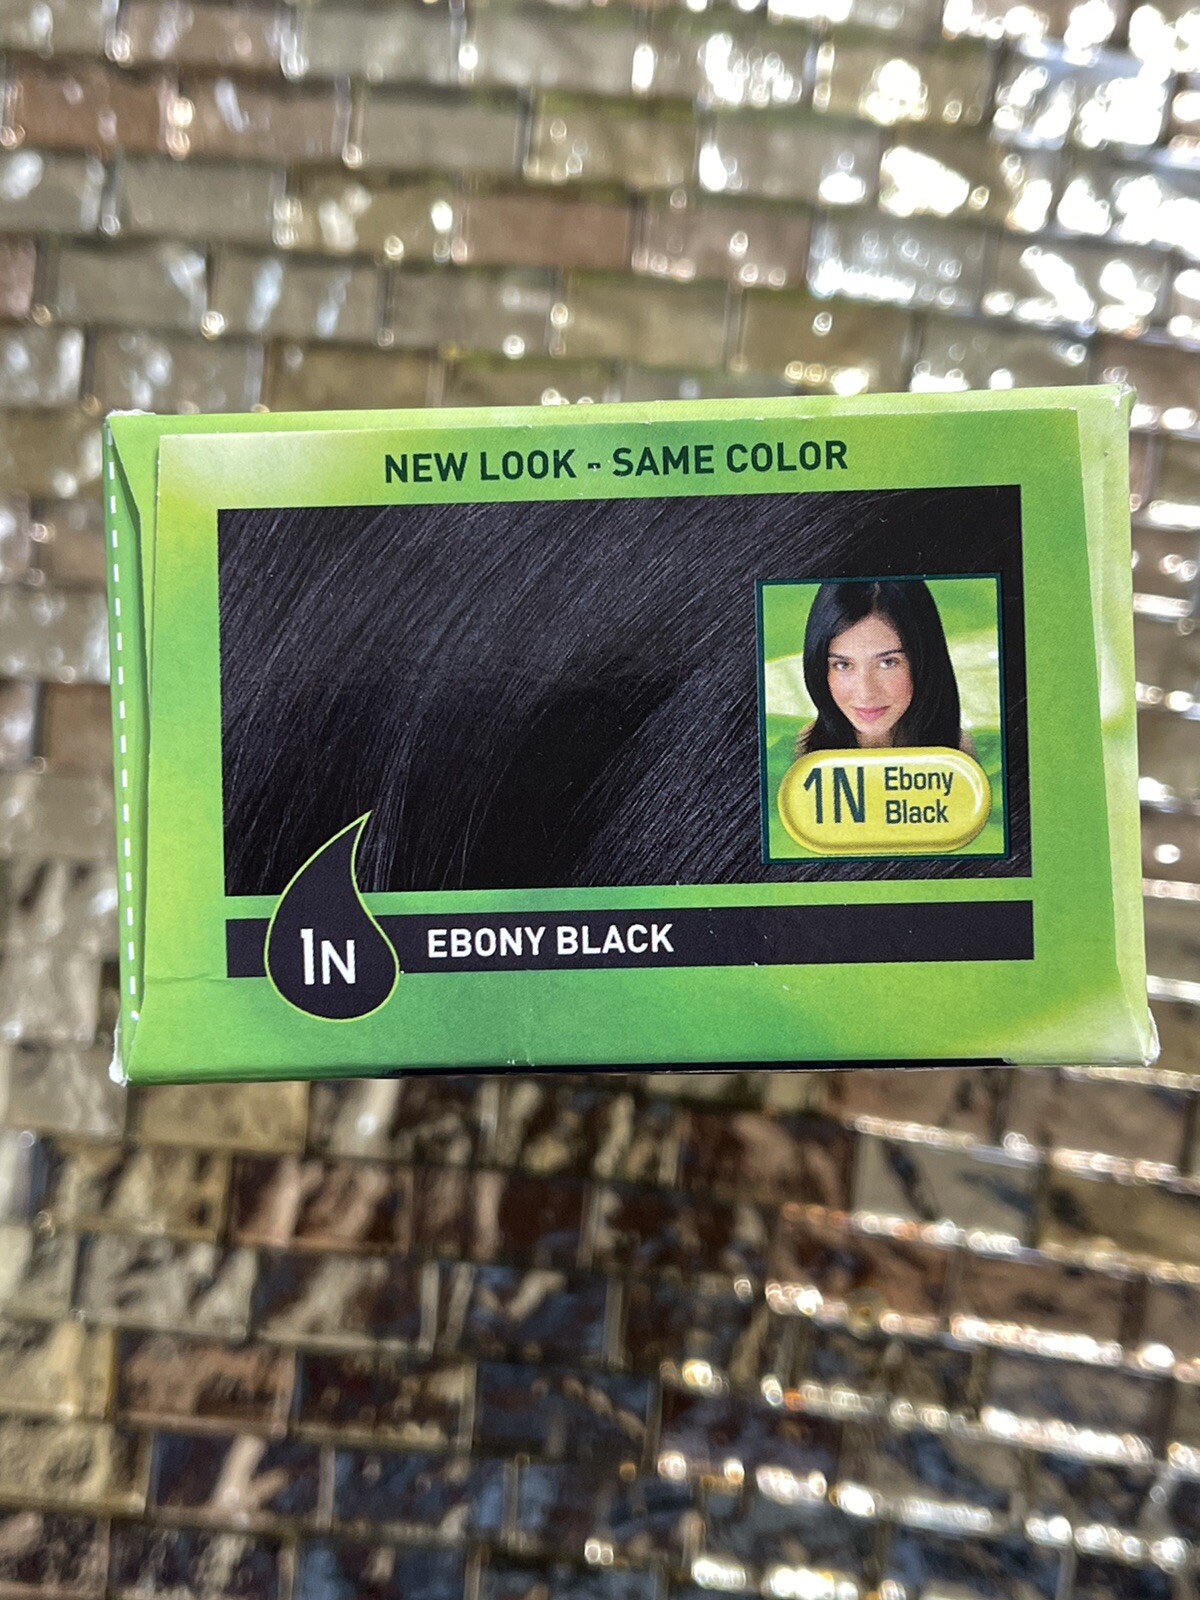 NEW LOOK - SAME COLOR
1N Ebony
Black
1N EBONY BLACK